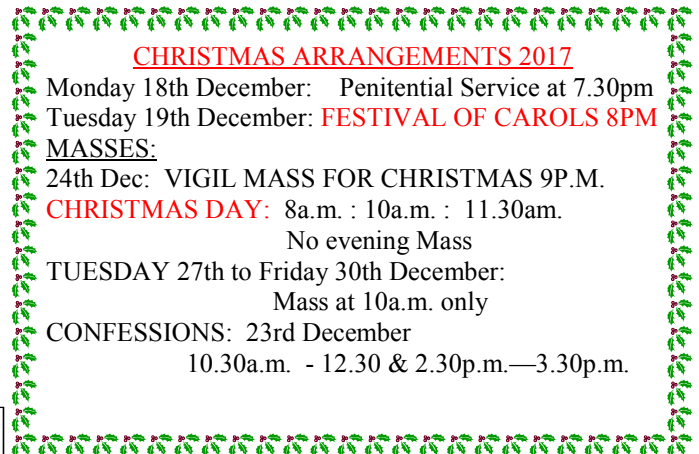 CHRISTMAS ARRANGEMENTS 2017
Monday 18th December: Penitential Service at 7.30pm
Tuesday 19th December: FESTIVAL OF CAROLS 8PM
MASSES:
24th Dec: VIGIL MASS FOR CHRISTMAS 9P.M.
CHRISTMAS DAY: 8a.m. : 10a.m. : 11.30am.
No evening Mass
TUESDAY 27th to Friday 30th December:
Mass at 10a.m. only
CONFESSIONS: 23rd December
10.30a.m. - 12.30 & 2.30p.m.—3.30p.m.